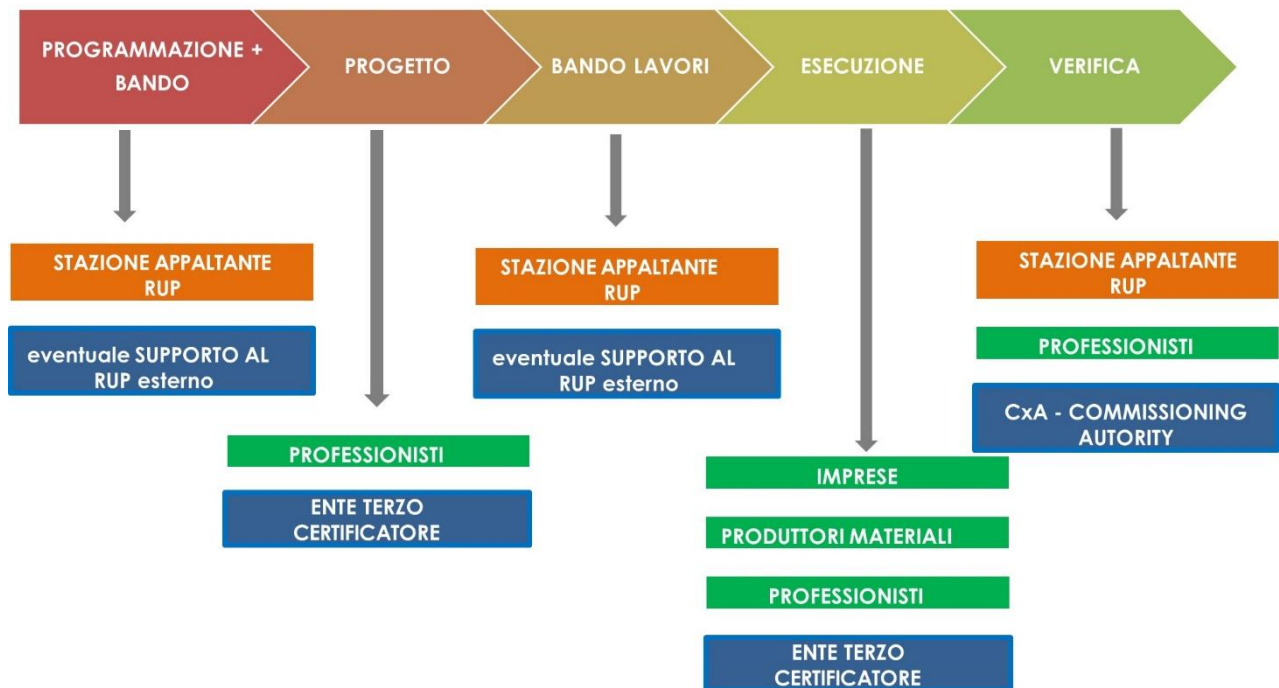 PROGRAMMAZIONE +
BANDO
PROGETTO
BANDO LAVORI
ESECUZIONE
VERIFICA
STAZIONE APPALTANTE
RUP
eventuale SUPPORTO AL
RUP esterno
PROFESSIONISTI
ENTE TERZO
CERTIFICATORE
STAZIONE APPALTANTE
RUP
eventuale SUPPORTO AL
RUP esterno
IMPRESE
PRODUTTORI MATERIALI
PROFESSIONISTI
ENTE TERZO
CERTIFICATORE
STAZIONE APPALTANTE
RUP
PROFESSIONISTI
CxA - COMMISSIONING
AUTORITY